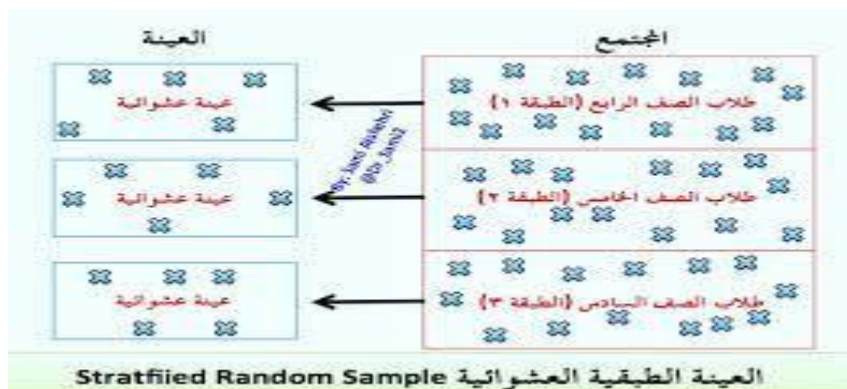 المجتمع
العينة
طلاب الصف الرابع (الطبقة ١)
عينة عشوائية
طلاب الصف الخامس (الطبقة ٢)
عينة عشوائية
طلاب الصف السادس (الطبقة ٣)
عينة عشوائية
العينة الطبقية العشوائية Stratfiied Random Sample